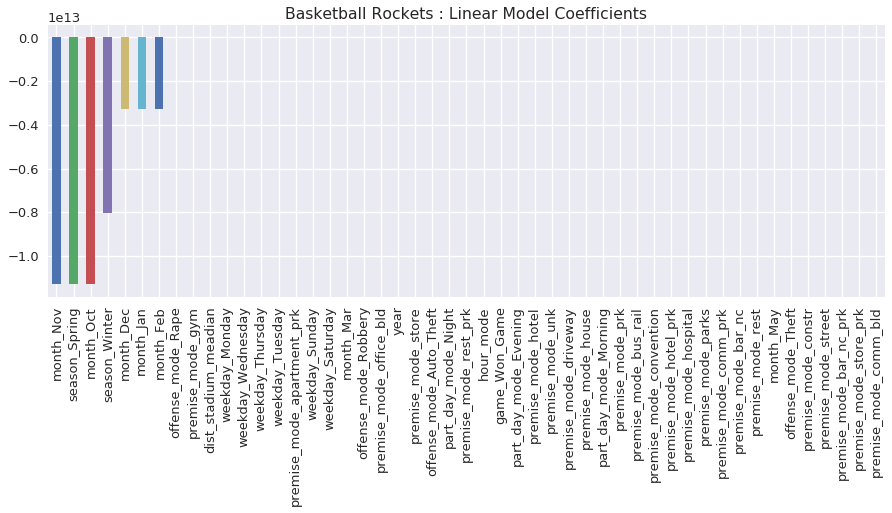 Basketball Rockets : Linear Model Coefficients
1e13
0.0
−0.2
−0.4
−0.6
−0.8
−1.0
month_Nov
season_Spring
month_Oct
season_Winter
month_Dec
month_Jan
month_Feb
offense_mode_Rape
premise_mode_gym
dist_stadium_meadian
weekday_Monday
weekday_Wednesday
weekday_Thursday
weekday_Tuesday
premise_mode_apartment_prk
weekday_Sunday
weekday_Saturday
month_Mar
offense_mode_Robbery
premise_mode_office_bld
year
premise_mode_store
offense_mode_Auto_Theft
part_day_mode_Night
premise_mode_rest_prk
hour_mode
game_Won_Game
part_day_mode_Evening
premise_mode_hotel
premise_mode_unk
premise_mode_driveway
premise_mode_house
part_day_mode_Morning
premise_mode_prk
premise_mode_bus_rail
premise_mode_convention
premise_mode_hotel_prk
premise_mode_hospital
premise_mode_parks
premise_mode_comm_prk
premise_mode_bar_nc
premise_mode_rest
month_May
offense_mode_Theft
premise_mode_constr
premise_mode_street
premise_mode_bar_nc_prk
premise_mode_store_prk
premise_mode_comm_bld